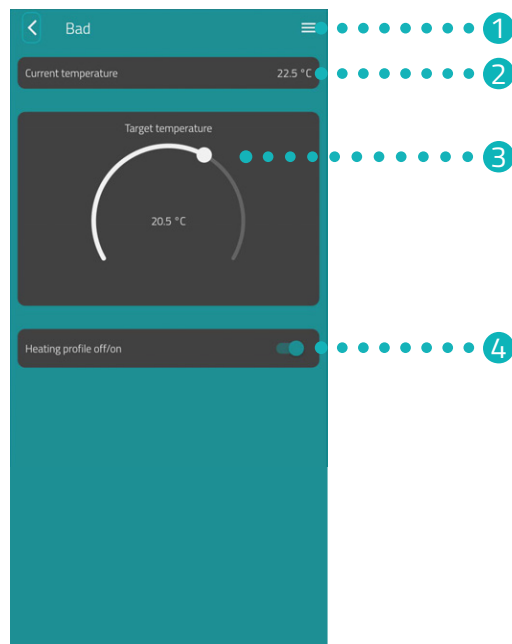 Bad
1
Current temperature 22.5 °C
2
Target temperature
3
20.5 °C
Heating profile off/on
4